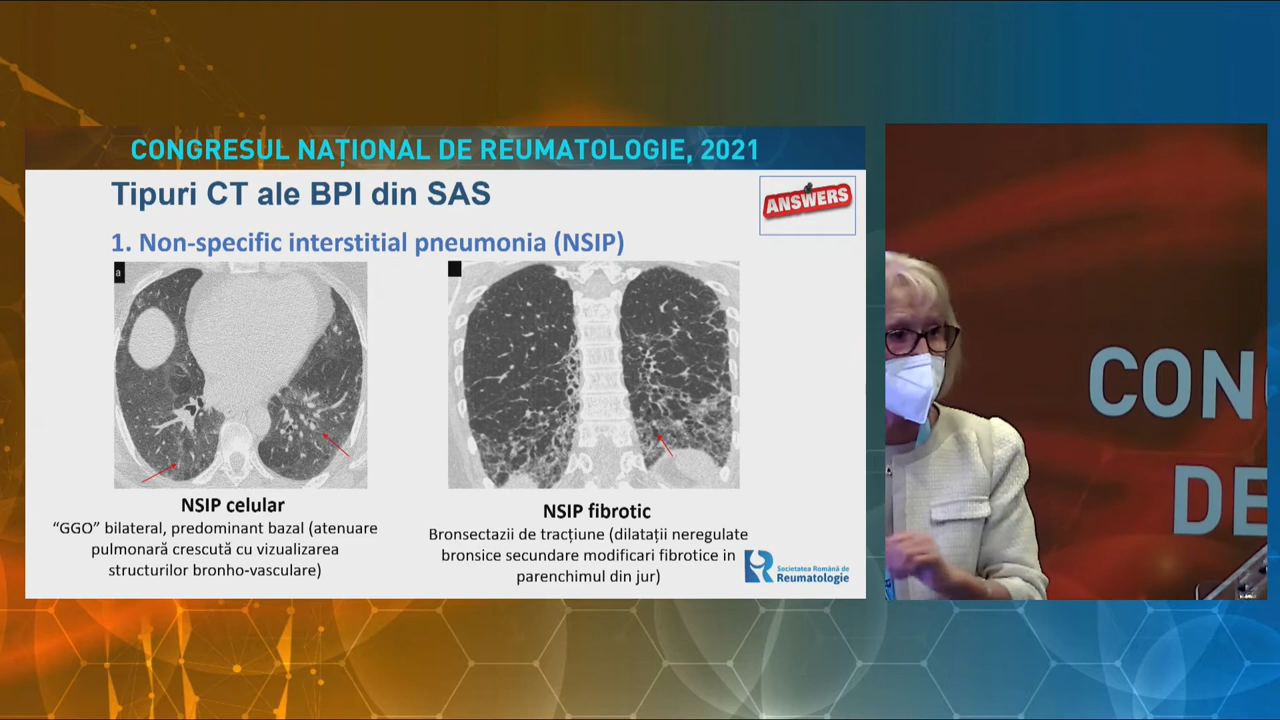 CONGRESUL NAȚIONAL DE REUMATOLOGIE, 2021
Tipuri CT ale BPI din SAS
ANSWERS
1. Non-specific interstitial pneumonia (NSIP)
a
NSIP celular
“GGO” bilateral, predominant bazal (atenuare
pulmonară crescută cu vizualizarea
structurilor bronho-vasculare)
NSIP fibrotic
Bronsectazii de tracțiune (dilatații neregulate
bronsice secundare modificari fibrotice in
parenchimul din jur)
Societatea Română de
Reumatologie
CON
DE